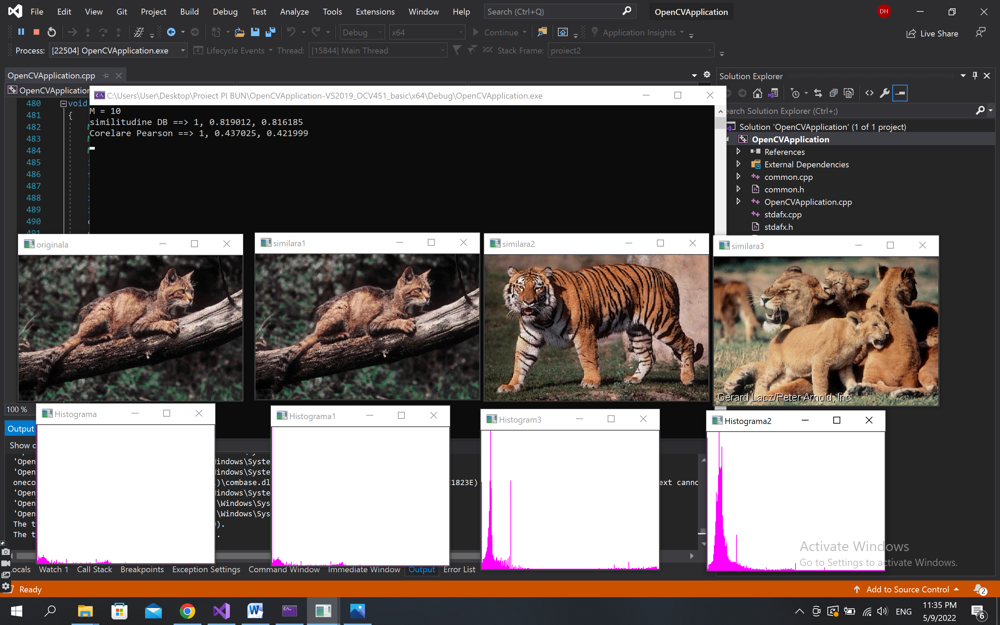 File Edit View Git Project Build Debug Test Analyze Tools Extensions Window Help Search (Ctrl+Q) OpenCVApplication DH
Debug x64 Continue Application Insights Live Share
Process: [22504] OpenCVApplication.exe Lifecycle Events Thread: [15844] Main Thread Stack Frame: proiect2
OpenCVApplication.cpp
Solution Explorer
OpenCVApplication
C:\Users\User\Desktop\Proiect PI BUN\OpenCVApplication-VS2019_OCV451_basic\x64\Debug\OpenCVApplication.exe
480 void
481 {
482
483
484
485
486
487
488
489
490
491
M = 10
similitudine DB ==> 1, 0.819012, 0.816185
Corelare Pearson ==> 1, 0.437025, 0.421999
earch Solution Explorer (Ctrl+;)
Solution 'OpenCVApplication' (1 of 1 project)
OpenCVApplication
References
External Dependencies
common.cpp
common.h
OpenCVApplication.cpp
stdafx.cpp
stdafx.h
originala
similara1
similara2
similara3
Gerard Lacz/Peter Arnold, Inc.
100 %
Histograma
Histograma1
Histogram3
Histograma2
Output
Show o
'Open indows\Syste
'Open indows\Syste
oneco )\combase.dl 1823E) ext canno
'Open indows\Syste
'Open \Windows\Sys
'Open \Windows\Sys
The t ).
The t .
Activate Windows
Go to Settings to activate Windows.
ocals Watch 1 Call Stack Breakpoints Exception Settings Command Window Immediate Window Output Error List
Ready Add to Source Control 2
ENG
11:35 PM
5/9/2022
6